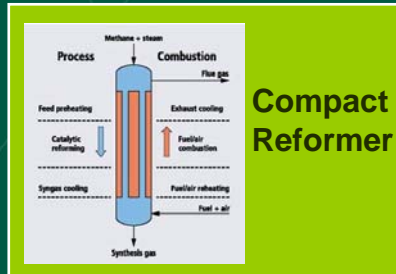 Methane + steam
Process Combustion
Flue gas
Feed preheating Exhaust cooling
Catalytic
reforming
Fuel/air
combustion
Syngas cooling Fuel/air reheating
Fuel + air
Synthesis gas
Compact
Reformer